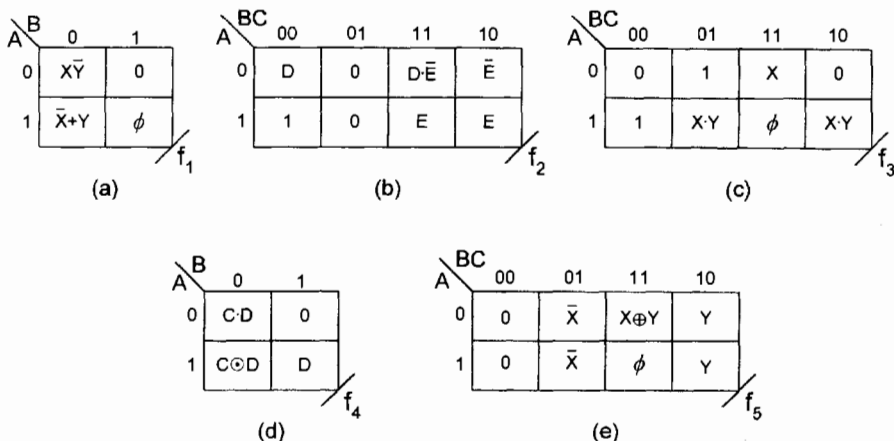 B BC BC
A 0 1 A 00 01 11 10 A 00 01 11 10
0 XȲ 0 0 D 0 D·Ē Ē 0 0 1 X 0
1 X̄+Y ϕ 1 1 0 E E 1 1 X·Y ϕ X·Y
f₁ f₂ f₃
(a) (b) (c)
B BC
A 0 1 A 00 01 11 10
0 C·D 0 0 0 X̄ X⊕Y Y
1 C⊙D D 1 0 X̄ ϕ Y
f₄ f₅
(d) (e)